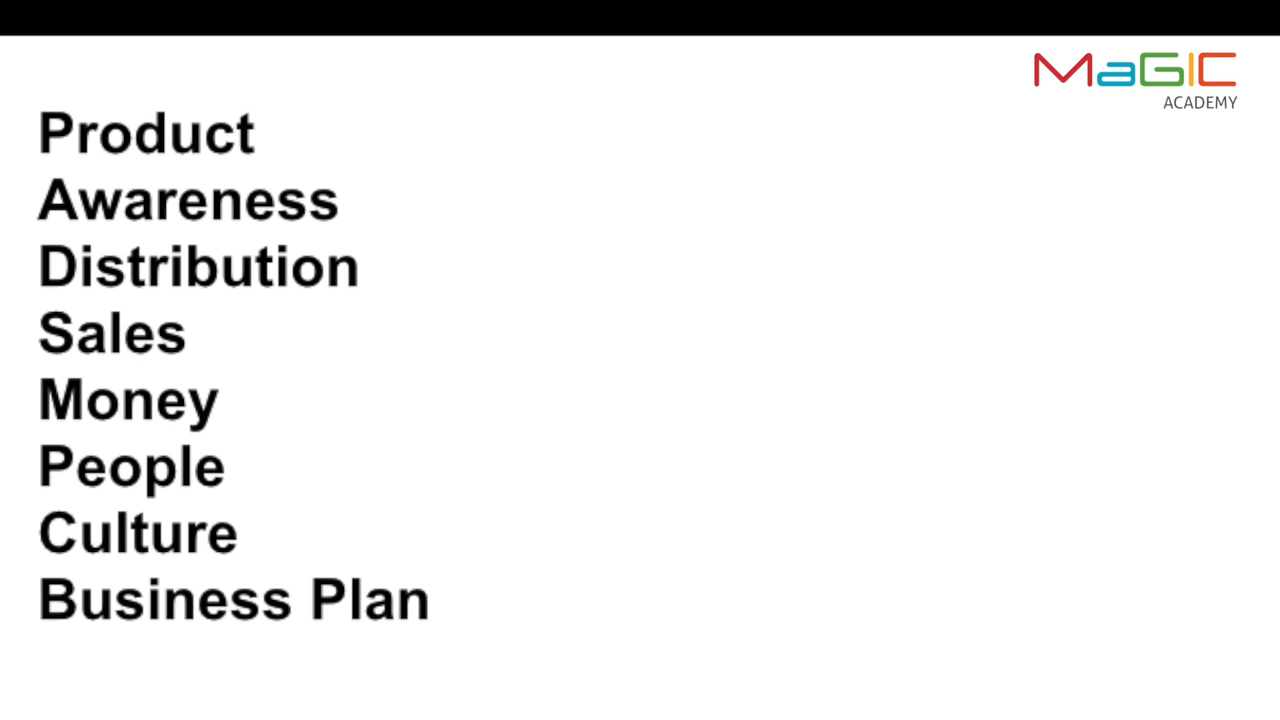 MaGIC
ACADEMY
Product
Awareness
Distribution
Sales
Money
People
Culture
Business Plan